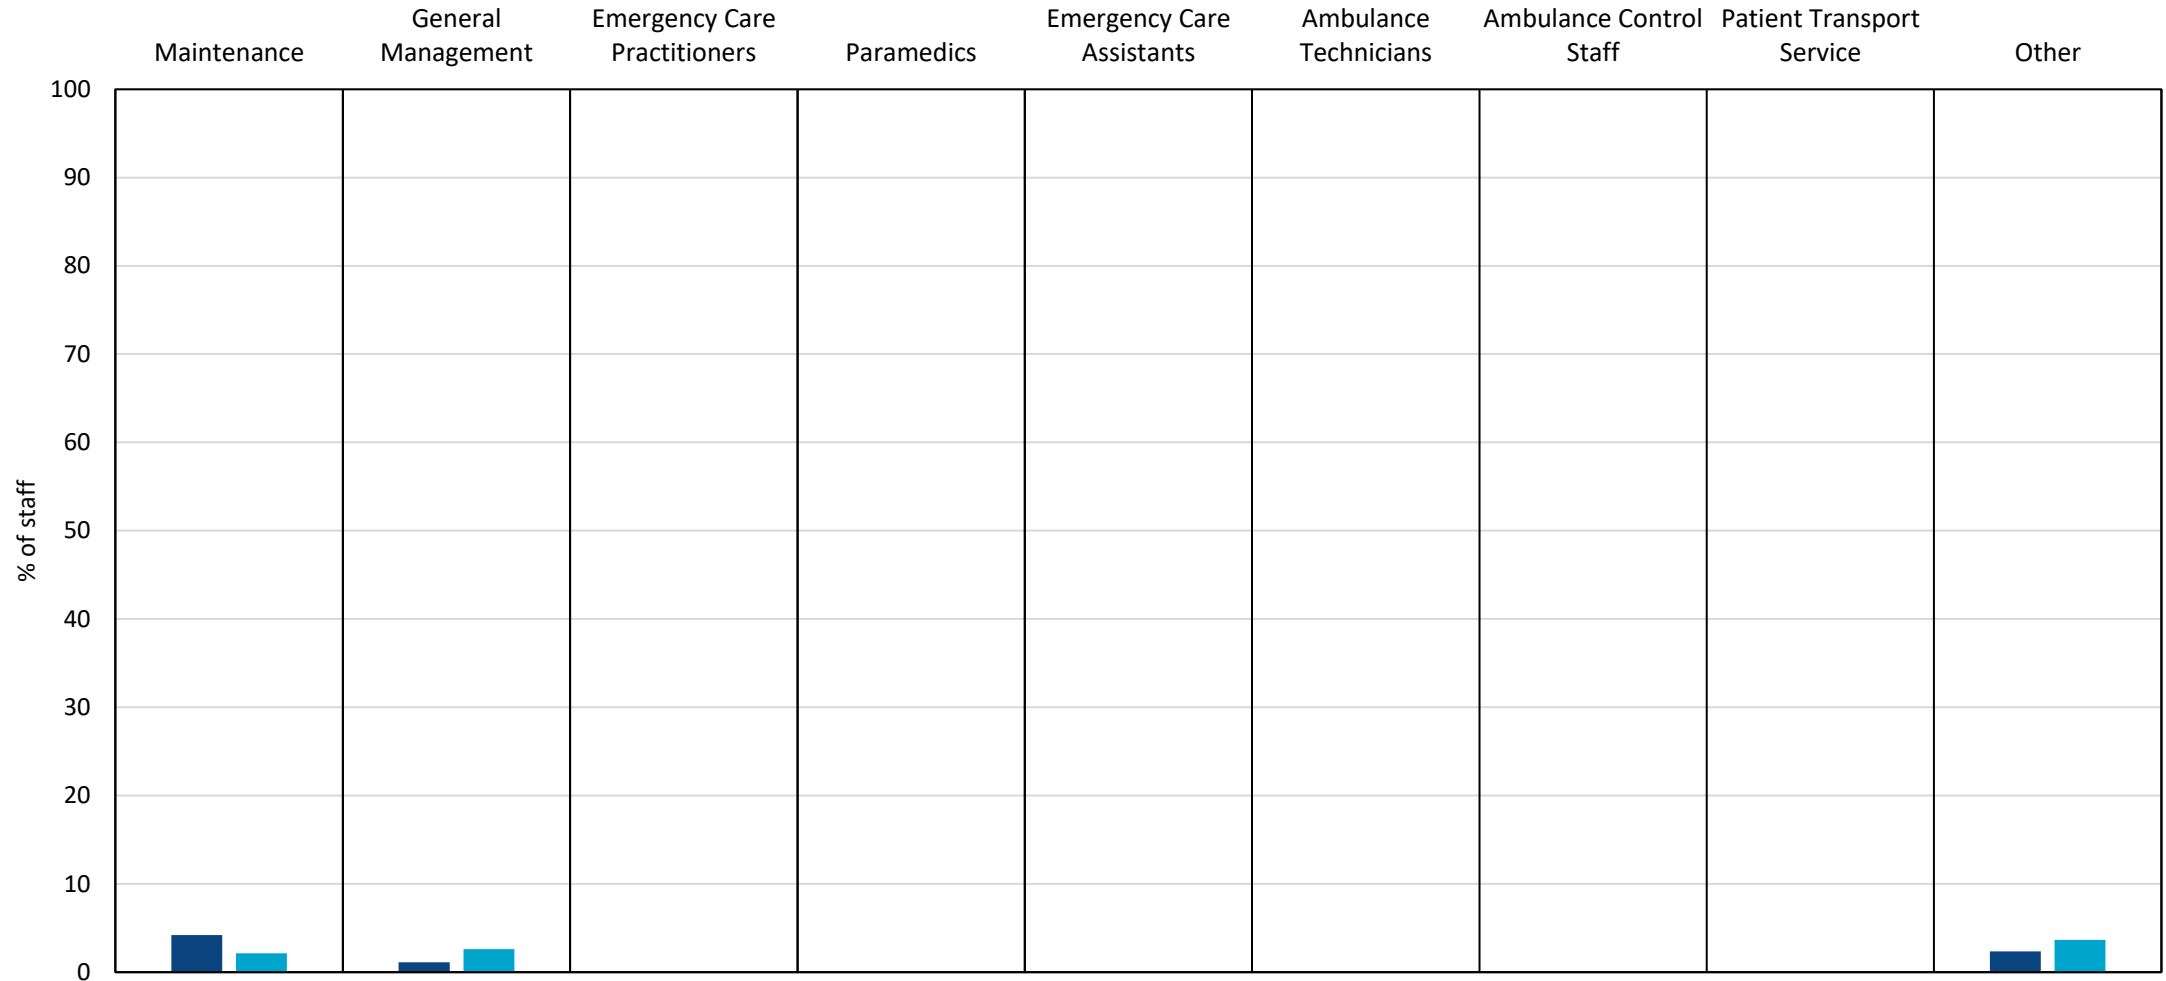 Maintenance
General
Management
Emergency Care
Practitioners
Paramedics
Emergency Care
Assistants
Ambulance
Technicians
Ambulance Control
Staff
Patient Transport
Service
Other
100
90
80
70
60
50
40
30
20
10
0
% of staff